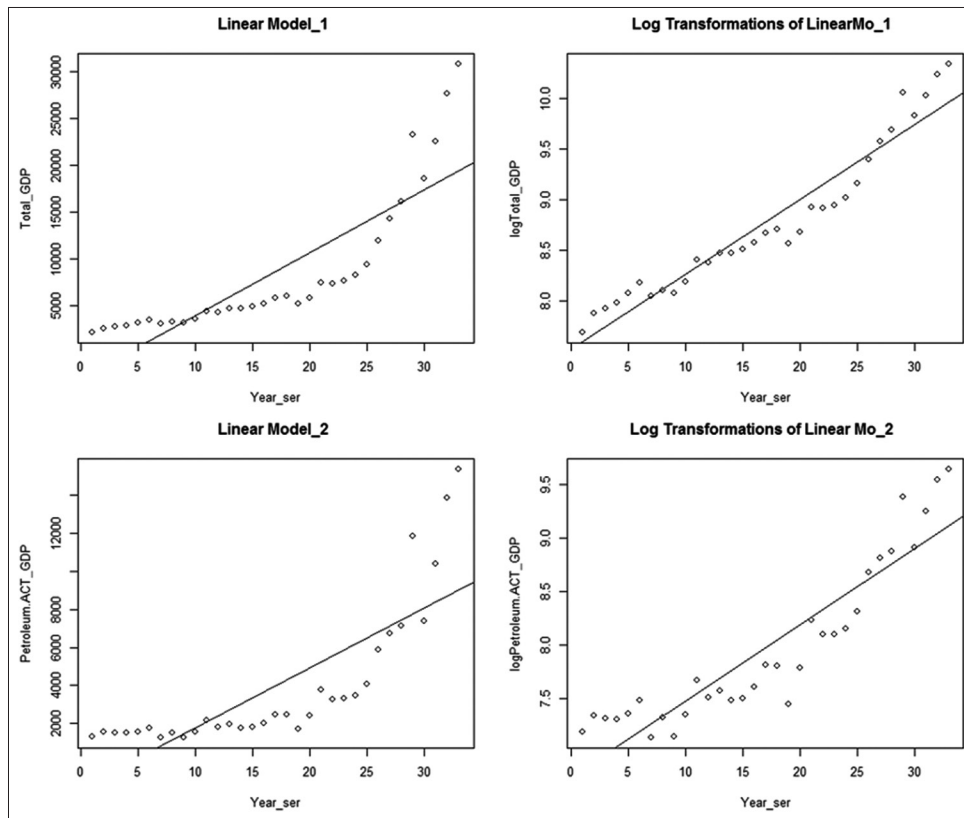 Linear Model_1
Total_GDP
30000
25000
20000
15000
10000
5000
0 5 10 15 20 25 30
Year_ser
Log Transformations of LinearMo_1
logTotal_GDP
10.0
9.5
9.0
8.5
8.0
0 5 10 15 20 25 30
Year_ser
Linear Model_2
Petroleum.ACT_GDP
12000
8000
6000
4000
2000
0 5 10 15 20 25 30
Year_ser
Log Transformations of Linear Mo_2
logPetroleum.ACT_GDP
9.5
9.0
8.5
8.0
7.5
0 5 10 15 20 25 30
Year_ser